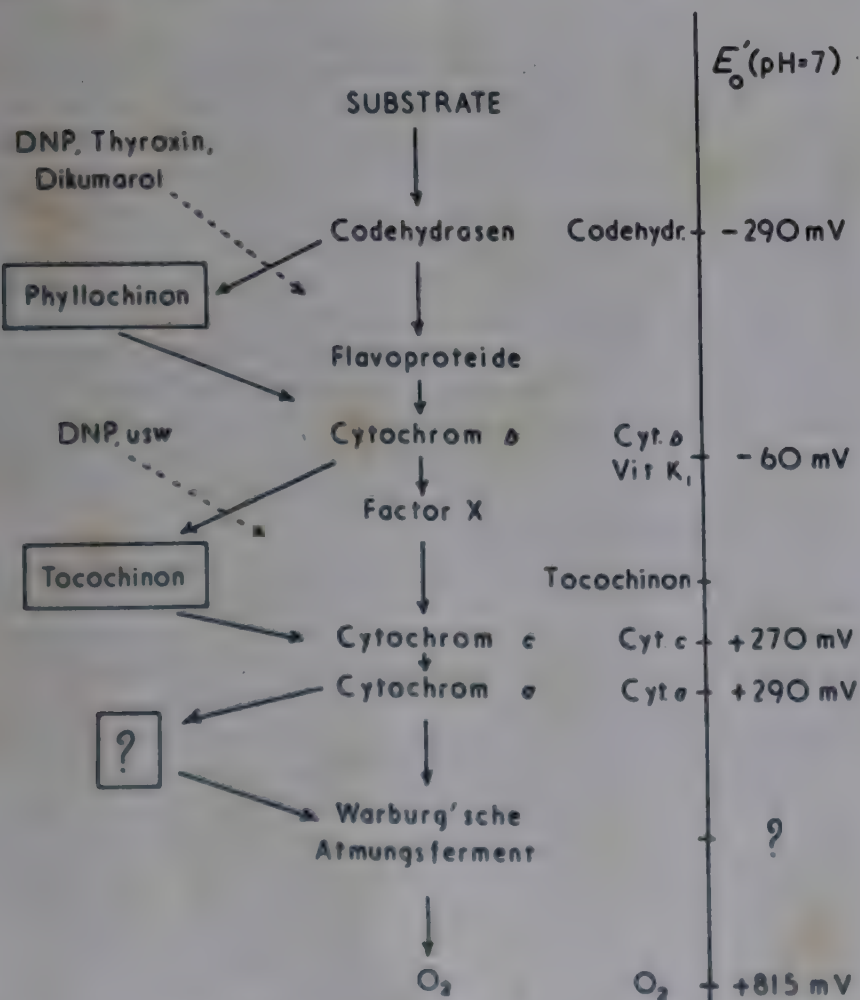 E₀′(pH=7)
SUBSTRATE
DNP, Thyroxin,
Dikumarol
Codehydrasen
Codehydr.
-290 mV
Phyllochinon
Flavoproteide
DNP, usw
Cytochrom b
Cyt. b
Vit K₁
-60 mV
Factor X
Tocochinon
Tocochinon
Cytochrom c
Cyt c
+270 mV
Cytochrom a
Cyt a
+290 mV
?
Warburg'sche
Atmungsferment
?
O₂
O₂
+815 mV